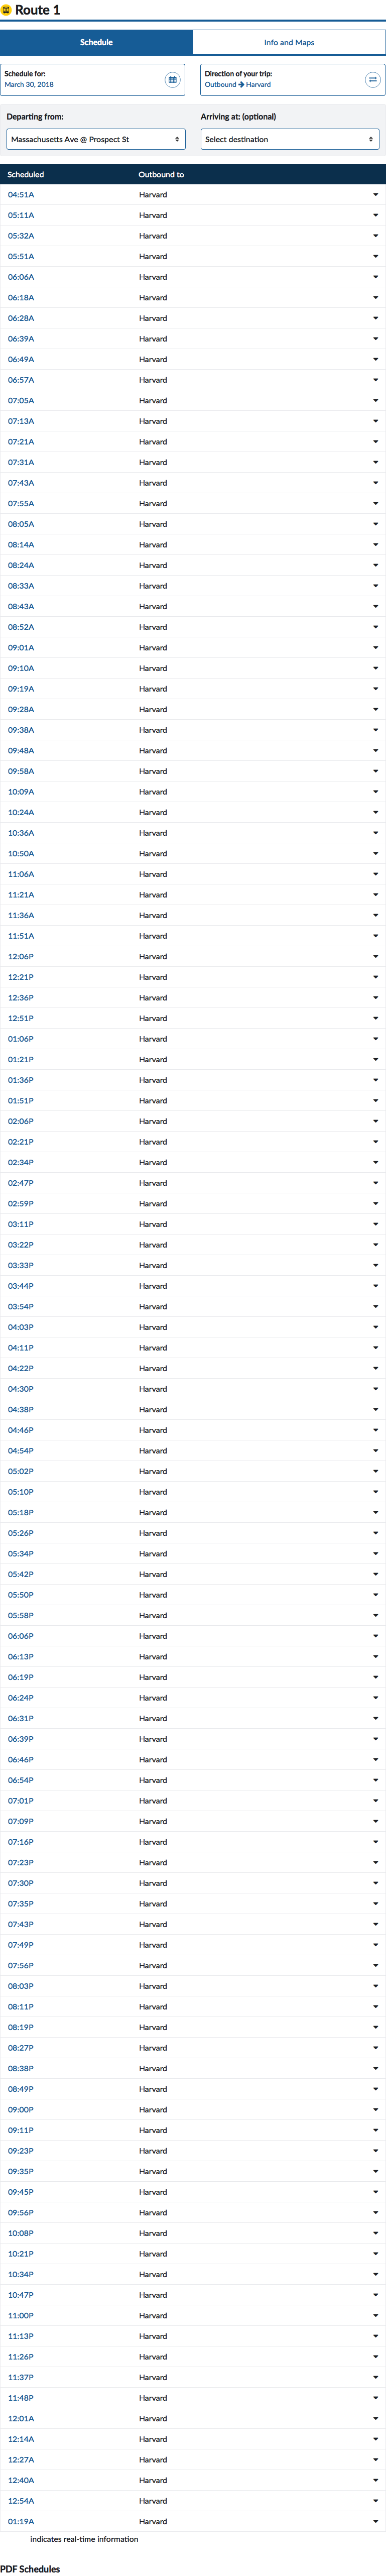 Route 1
Schedule Info and Maps
Schedule for: Direction of your trip:
March 30, 2018 Outbound → Harvard
Departing from: Arriving at: (optional)
Massachusetts Ave @ Prospect St Select destination
Scheduled Outbound to
04:51A Harvard
05:11A Harvard
05:32A Harvard
05:51A Harvard
06:06A Harvard
06:18A Harvard
06:28A Harvard
06:39A Harvard
06:49A Harvard
06:57A Harvard
07:05A Harvard
07:13A Harvard
07:21A Harvard
07:31A Harvard
07:43A Harvard
07:55A Harvard
08:05A Harvard
08:14A Harvard
08:24A Harvard
08:33A Harvard
08:43A Harvard
08:52A Harvard
09:01A Harvard
09:10A Harvard
09:19A Harvard
09:28A Harvard
09:38A Harvard
09:48A Harvard
09:58A Harvard
10:09A Harvard
10:24A Harvard
10:36A Harvard
10:50A Harvard
11:06A Harvard
11:21A Harvard
11:36A Harvard
11:51A Harvard
12:06P Harvard
12:21P Harvard
12:36P Harvard
12:51P Harvard
01:06P Harvard
01:21P Harvard
01:36P Harvard
01:51P Harvard
02:06P Harvard
02:21P Harvard
02:34P Harvard
02:47P Harvard
02:59P Harvard
03:11P Harvard
03:22P Harvard
03:33P Harvard
03:44P Harvard
03:54P Harvard
04:03P Harvard
04:11P Harvard
04:22P Harvard
04:30P Harvard
04:38P Harvard
04:46P Harvard
04:54P Harvard
05:02P Harvard
05:10P Harvard
05:18P Harvard
05:26P Harvard
05:34P Harvard
05:42P Harvard
05:50P Harvard
05:58P Harvard
06:06P Harvard
06:13P Harvard
06:19P Harvard
06:24P Harvard
06:31P Harvard
06:39P Harvard
06:46P Harvard
06:54P Harvard
07:01P Harvard
07:09P Harvard
07:16P Harvard
07:23P Harvard
07:30P Harvard
07:35P Harvard
07:43P Harvard
07:49P Harvard
07:56P Harvard
08:03P Harvard
08:11P Harvard
08:19P Harvard
08:27P Harvard
08:38P Harvard
08:49P Harvard
09:00P Harvard
09:11P Harvard
09:23P Harvard
09:35P Harvard
09:45P Harvard
09:56P Harvard
10:08P Harvard
10:21P Harvard
10:34P Harvard
10:47P Harvard
11:00P Harvard
11:13P Harvard
11:26P Harvard
11:37P Harvard
11:48P Harvard
12:01A Harvard
12:14A Harvard
12:27A Harvard
12:40A Harvard
12:54A Harvard
01:19A Harvard
indicates real-time information
PDF Schedules